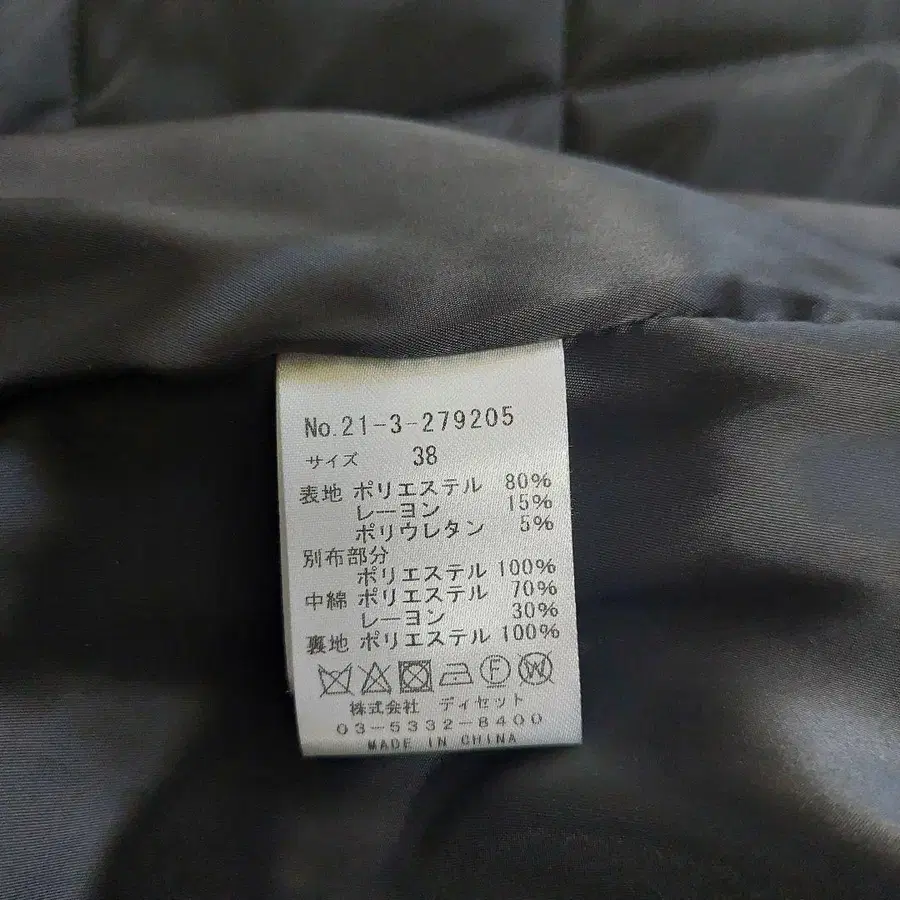 No.21-3-279205
サイズ 38
表地 ポリエステル 80%
レーヨン 15%
ポリウレタン 5%
別布部分
ポリエステル 100%
中綿 ポリエステル 70%
レーヨン 30%
裏地 ポリエステル 100%
株式会社 ディセット
03-5332-8400
MADE IN CHINA